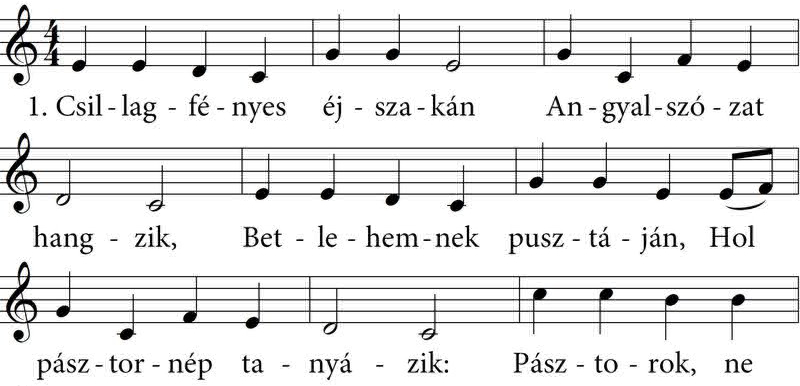 4
4
1. Csil - lag - fé - nyes éj - sza - kán An - gyal - szó - zat
hang - zik, Bet - le - hem - nek pusz - tá - ján, Hol
pász - tor - nép ta - nyá - zik: Pász - to - rok, ne